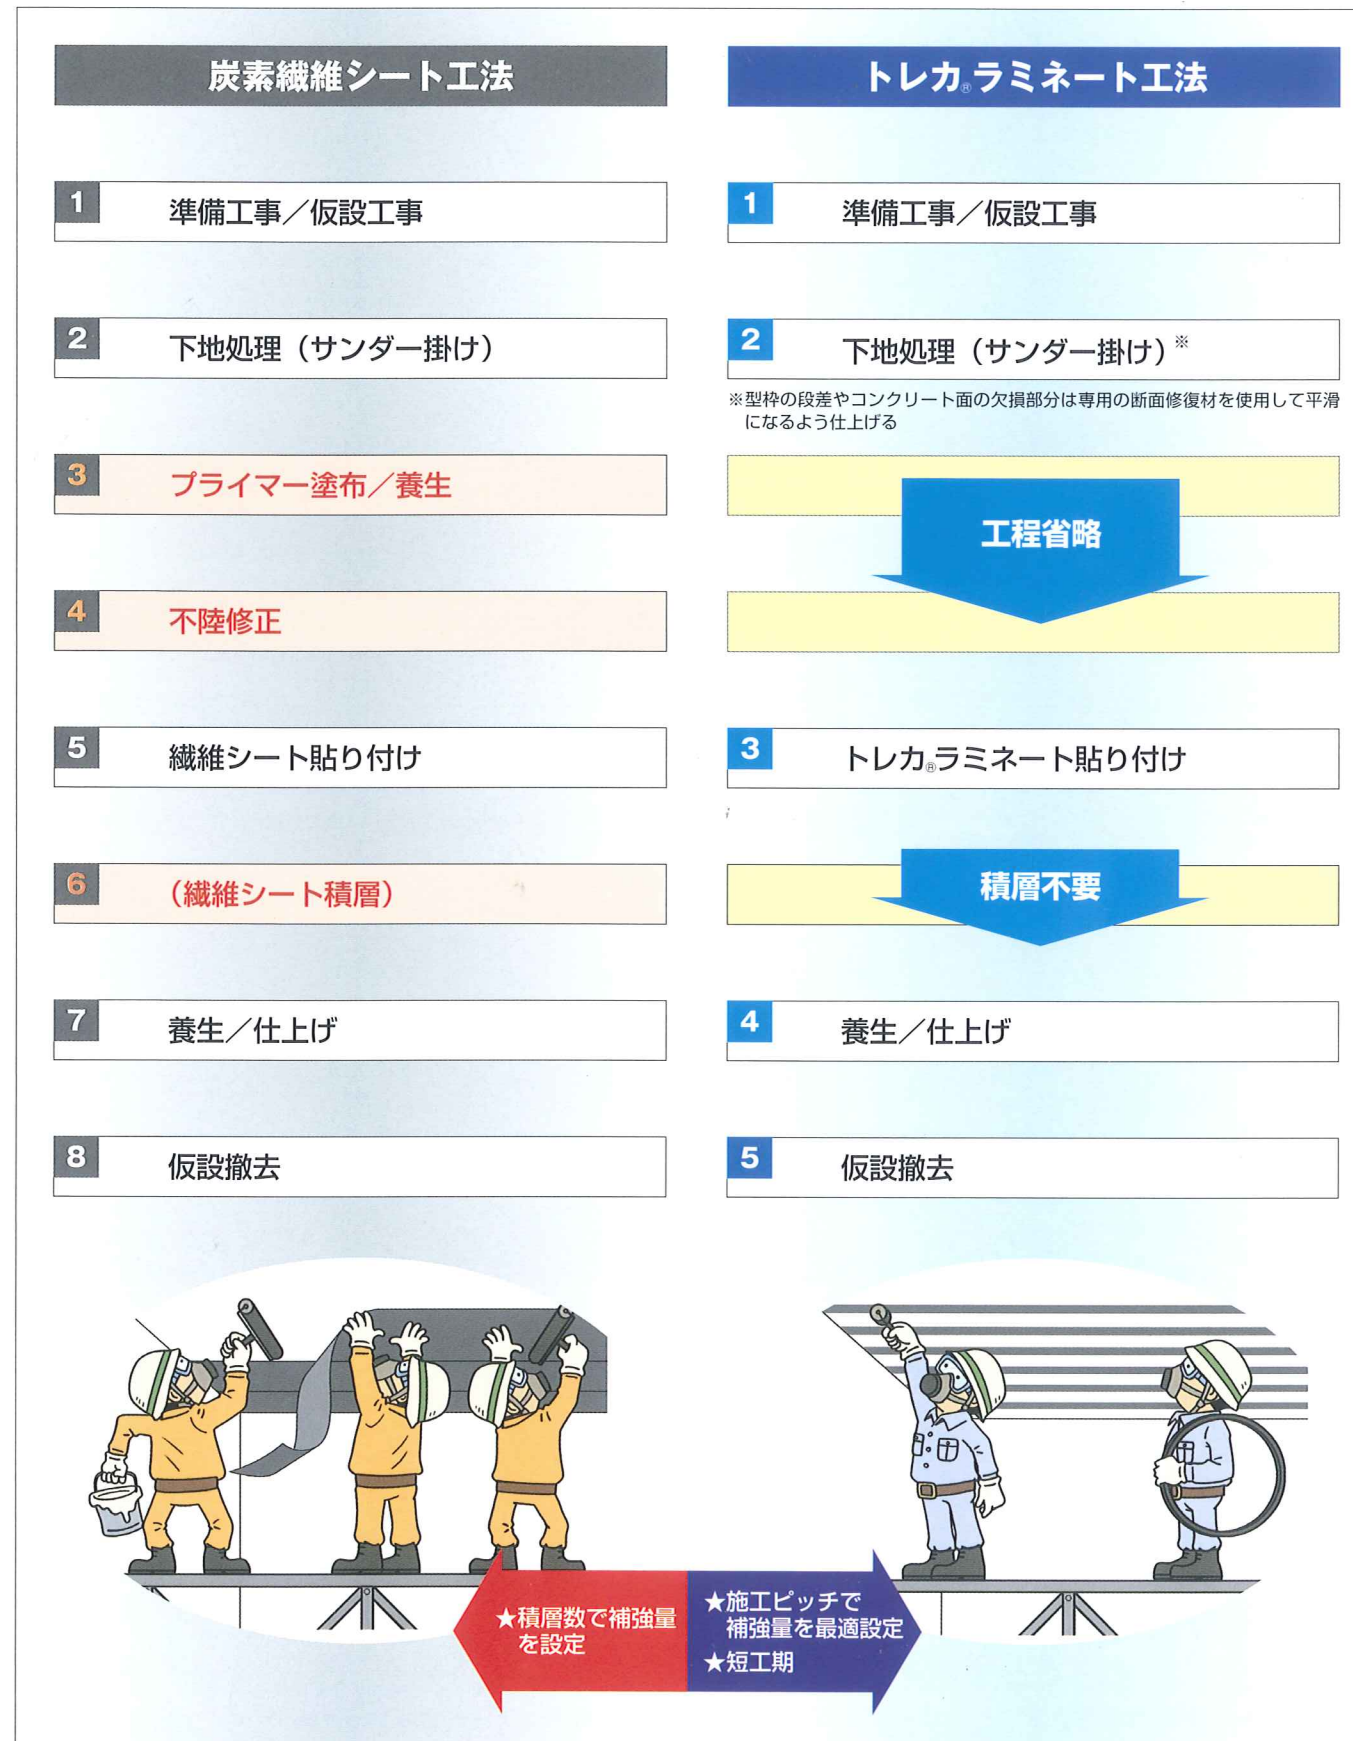 炭素繊維シート工法
1 準備工事／仮設工事
2 下地処理（サンダー掛け）
3 プライマー塗布／養生
4 不陸修正
5 繊維シート貼り付け
6 （繊維シート積層）
7 養生／仕上げ
8 仮設撤去
トレカ®ラミネート工法
1 準備工事／仮設工事
2 下地処理（サンダー掛け）※
※型枠の段差やコンクリート面の欠損部分は専用の断面修復材を使用して平滑
になるよう仕上げる
工程省略
3 トレカ®ラミネート貼り付け
積層不要
4 養生／仕上げ
5 仮設撤去
★積層数で補強量
を設定
★施工ピッチで
補強量を最適設定
★短工期